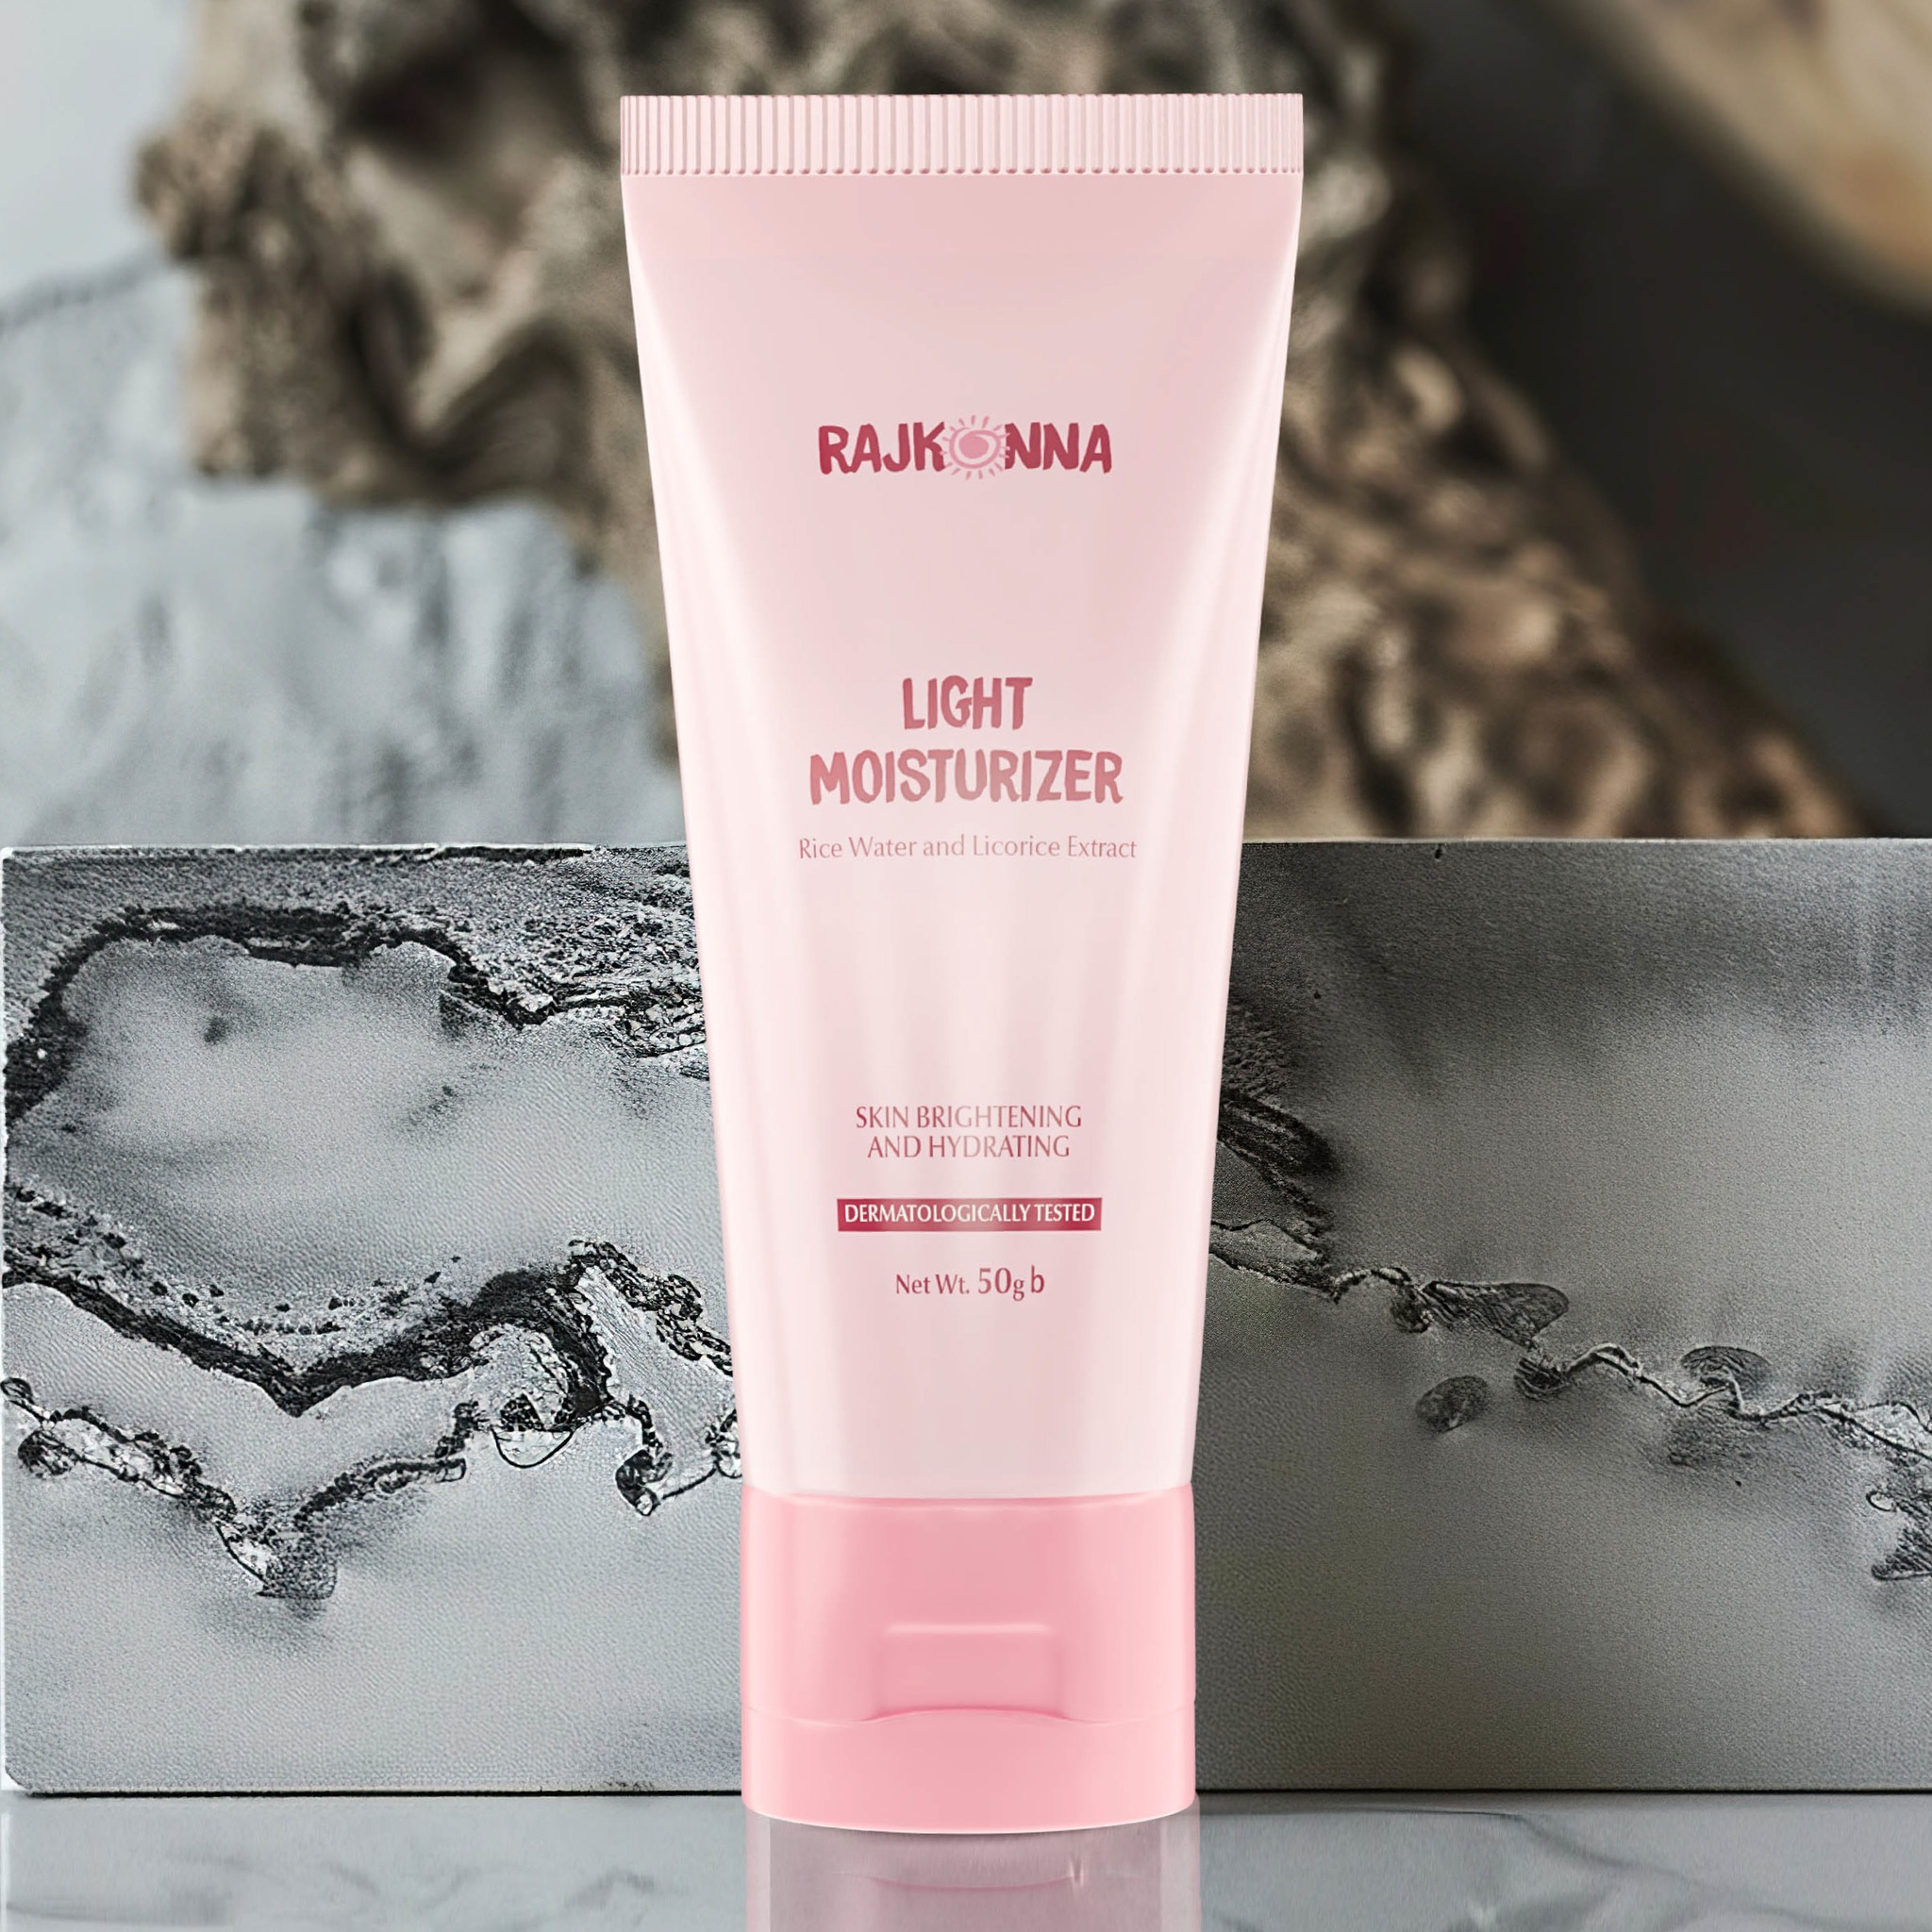 RAJKONNA
LIGHT
MOISTURIZER
Rice Water and Licorice Extract
SKIN BRIGHTENING
AND HYDRATING
DERMATOLOGICALLY TESTED
Net Wt. 50g b